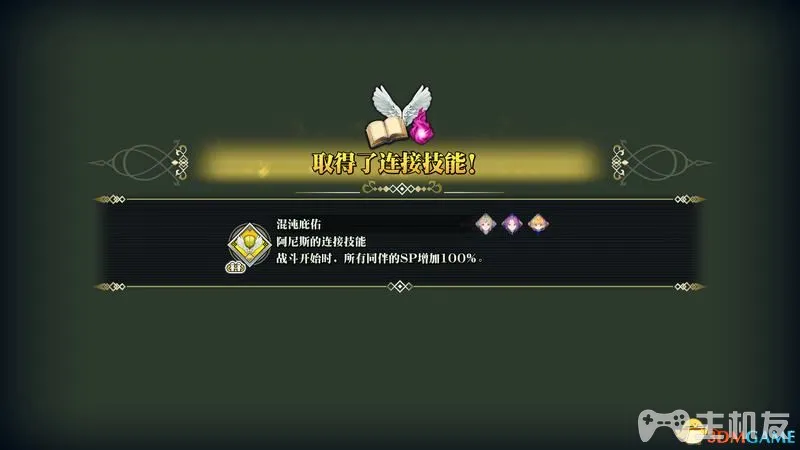 取得了连接技能!
混沌庇佑
阿尼斯的连接技能
战斗开始时，所有同伴的SP增加100%。
主机友
3DMGAME